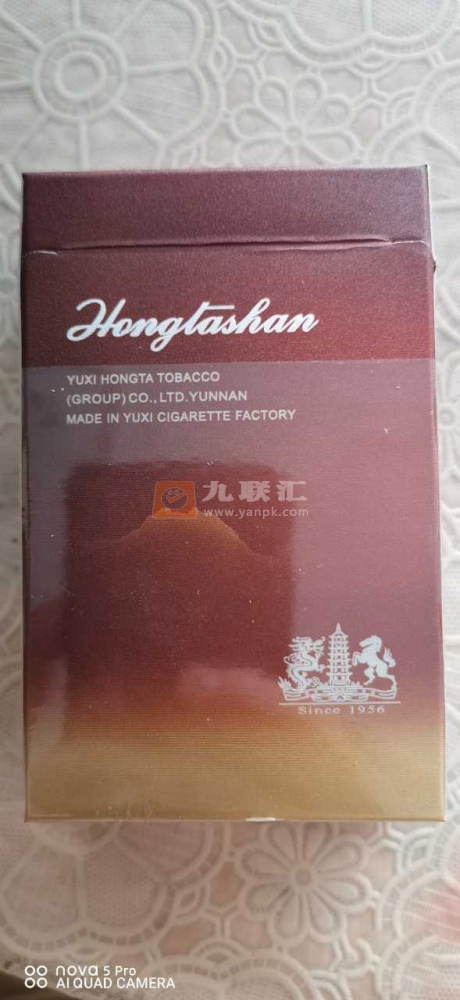 Hongtashan
YUXI HONGTA TOBACCO
(GROUP) CO., LTD.YUNNAN
MADE IN YUXI CIGARETTE FACTORY
九联汇
www.yanpk.com
Since 1956
nova 5 Pro
AI QUAD CAMERA